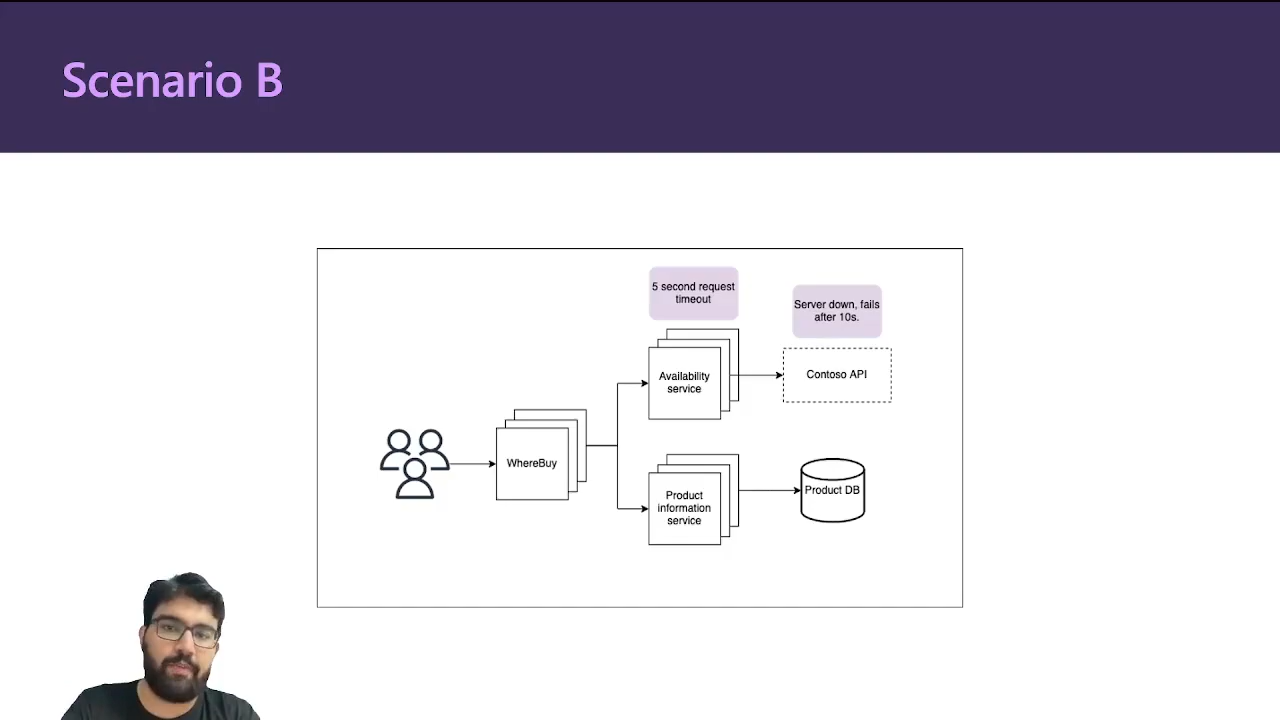 Scenario B
5 second request
timeout
Server down, fails
after 10s.
Availability
service
Contoso API
WhereBuy
Product
information
service
Product DB